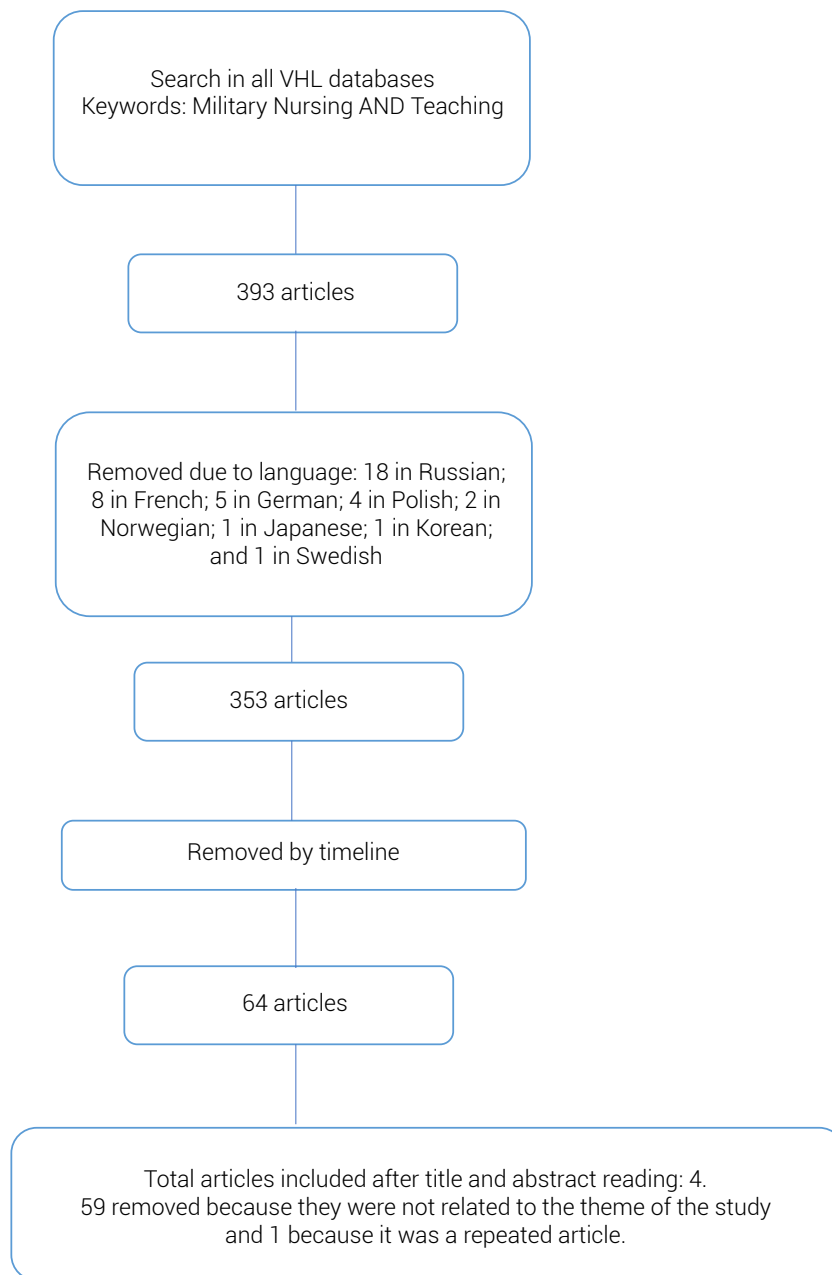 Search in all VHL databases
Keywords: Military Nursing AND Teaching
393 articles
Removed due to language: 18 in Russian;
8 in French; 5 in German; 4 in Polish; 2 in
Norwegian; 1 in Japanese; 1 in Korean;
and 1 in Swedish
353 articles
Removed by timeline
64 articles
Total articles included after title and abstract reading: 4.
59 removed because they were not related to the theme of the study
and 1 because it was a repeated article.